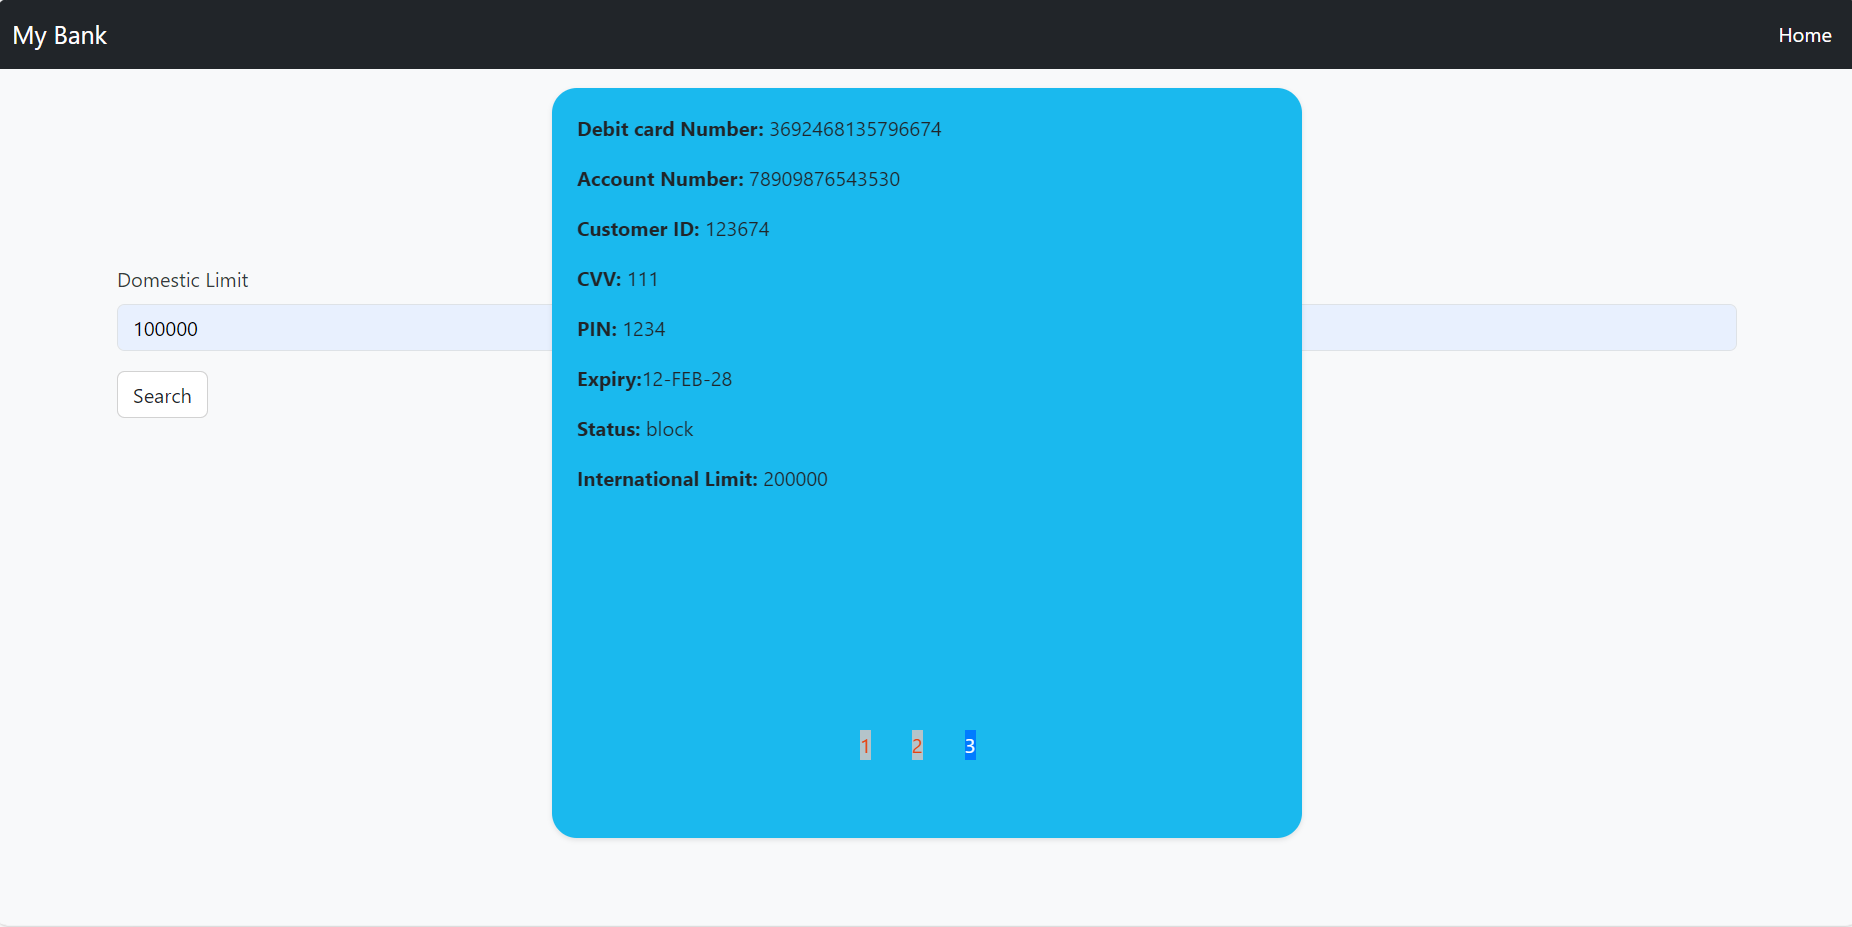 My Bank
Home
Debit card Number: 3692468135796674
Account Number: 78909876543530
Customer ID: 123674
CVV: 111
PIN: 1234
Expiry:12-FEB-28
Status: block
International Limit: 200000
1 2 3
Domestic Limit
100000
Search